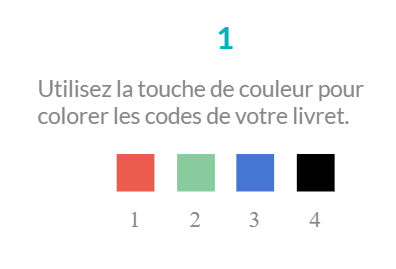 1
Utilisez la touche de couleur pour
colorer les codes de votre livret.
1 2 3 4